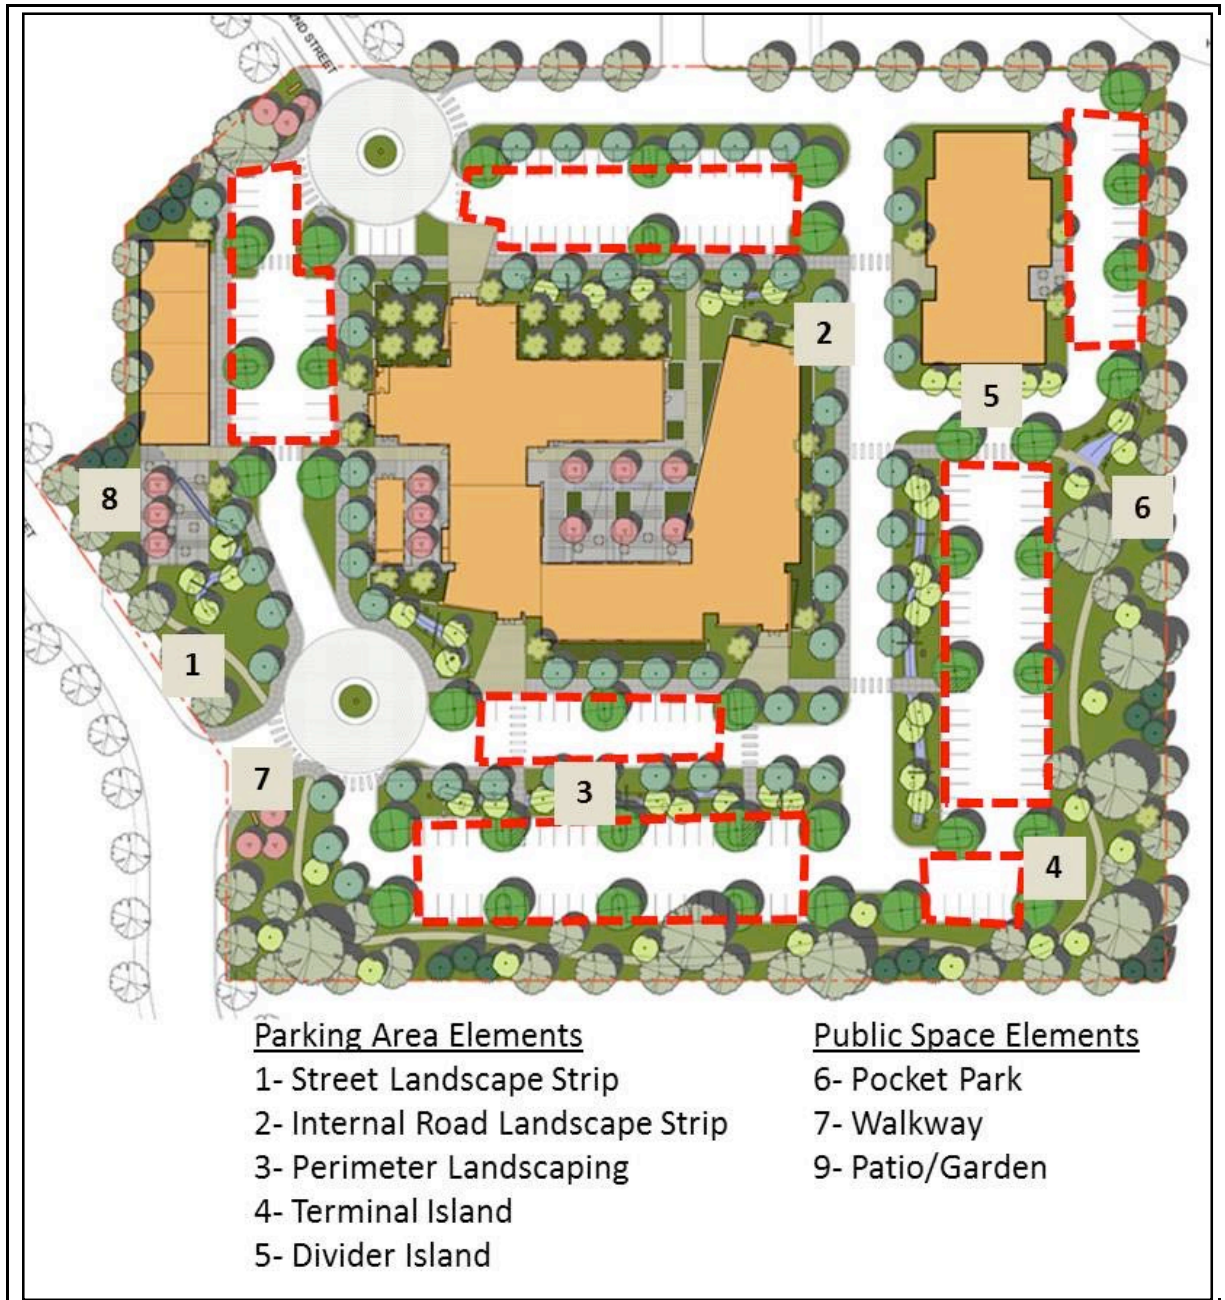 ND STREET
2
5
8
6
1
7
3
4
Parking Area Elements
1- Street Landscape Strip
2- Internal Road Landscape Strip
3- Perimeter Landscaping
4- Terminal Island
5- Divider Island
Public Space Elements
6- Pocket Park
7- Walkway
9- Patio/Garden